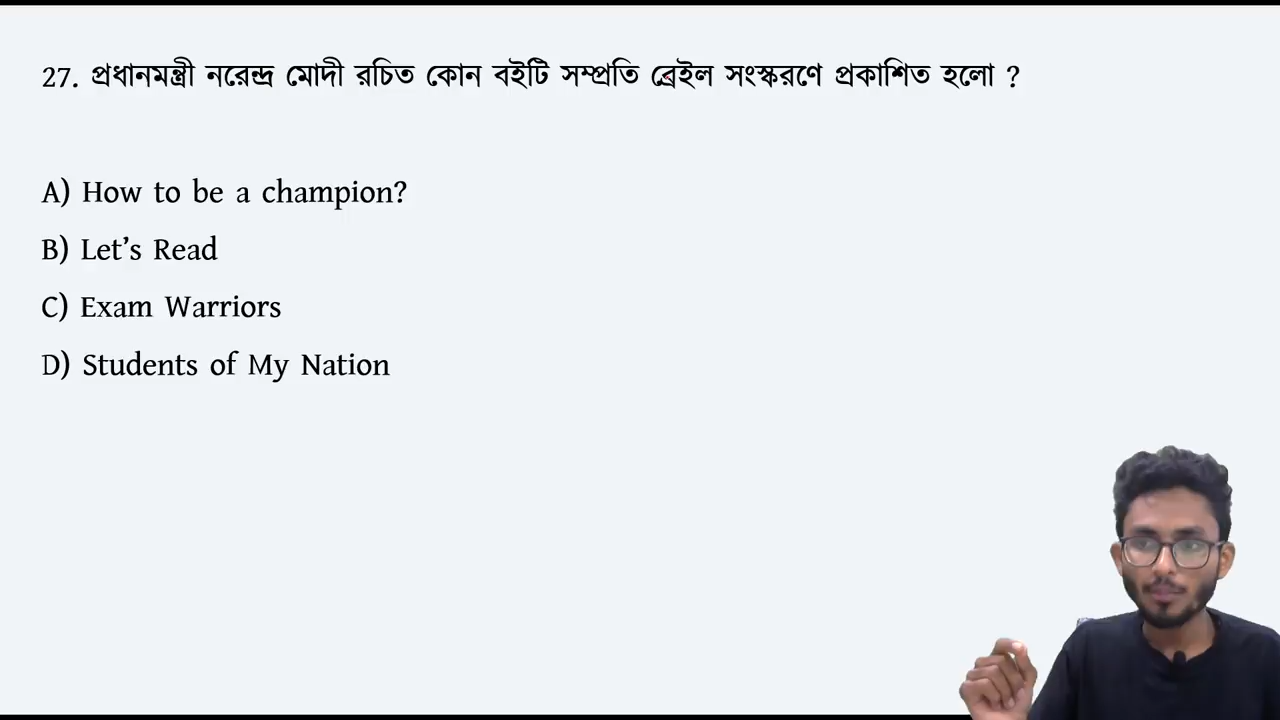 27. প্রধানমন্ত্রী নরেন্দ্র মোদী রচিত কোন বইটি সম্প্রতি ব্রেইল সংস্করণে প্রকাশিত হলো ?
A) How to be a champion?
B) Let’s Read
C) Exam Warriors
D) Students of My Nation